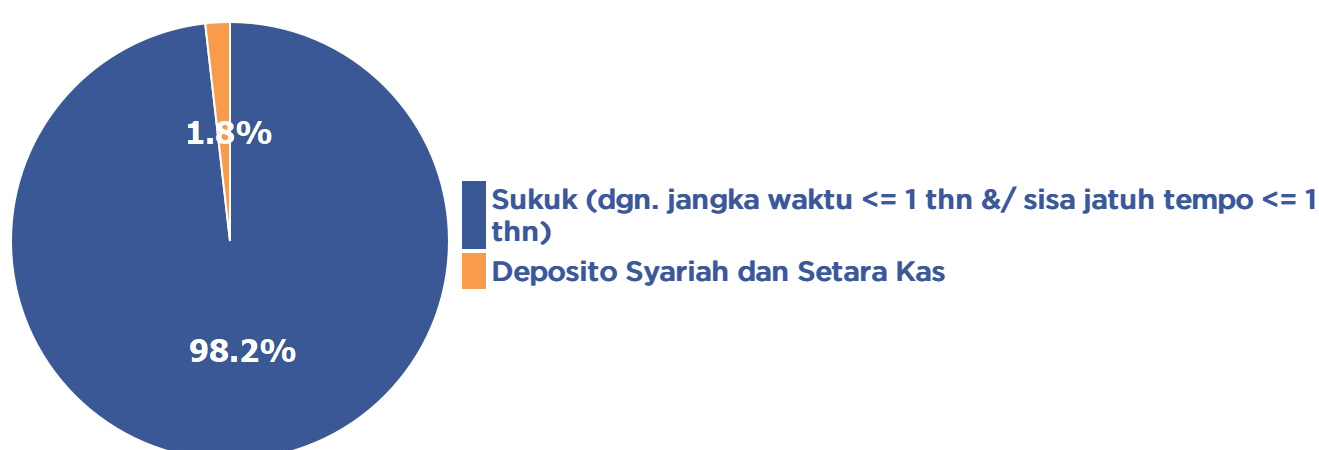 1.8%
98.2%
Sukuk (dgn. jangka waktu <= 1 thn &/ sisa jatuh tempo <= 1
thn)
Deposito Syariah dan Setara Kas